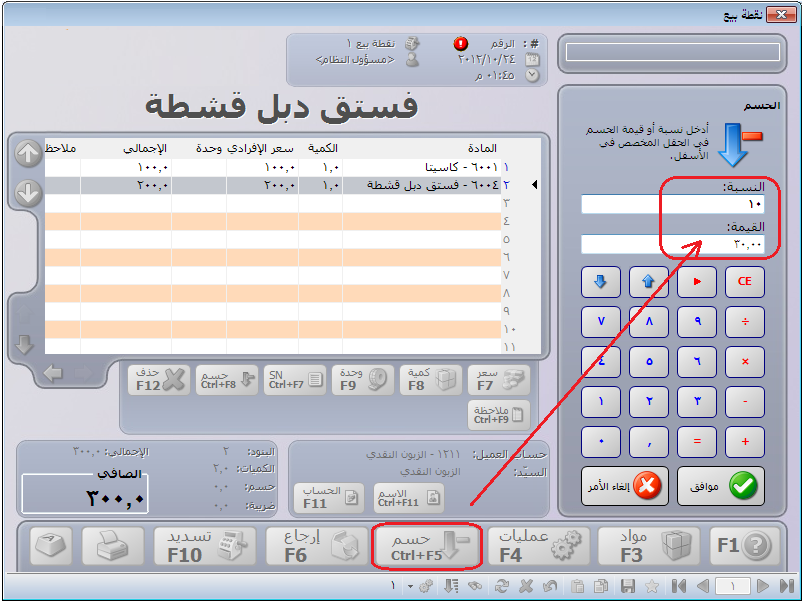 نقطة بيع
# : الرقم
نقطة بيع ١
٢٠١٢/١٠/٢٤
<مسؤول النظام>
٠١:٤٥ م
فستق دبل قشطة
الحسم
أدخل نسبة أو قيمة الحسم
في الحقل المخصص في
الأسفل.
النسبة:
١٠
القيمة:
٣٠,٠٠
CE
٧ ٨ ٩ ÷
٤ ٥ ٦ ×
١ ٢ ٣ -
٠ , = +
موافق
إلغاء الأمر
المادة الكمية سعر الإفرادي وحدة الإجمالي ملاحظ
١ ٦٠٠١ - كاسيتا ١,٠ ١٠٠,٠ ١٠٠,٠
٢ ٦٠٠٤ - فستق دبل قشطة ١,٠ ٢٠٠,٠ ٢٠٠,٠
٣
٤
٥
٦
٧
٨
٩
١٠
١١
سعر F7
كمية F8
وحدة F9
SN Ctrl+F7
حسم Ctrl+F8
حذف F12
ملاحظة Ctrl+F9
حساب العميل: ١٢١١ - الزبون النقدي
السيّد: الزبون النقدي
الاسم Ctrl+F11
الحساب F11
البنود: ٢
الكميات: ٢,٠
حسم: ٠,٠
ضريبة: ٠,٠
الإجمالي: ٣٠٠,٠
الصافي
٣٠٠,٠
F1
مواد F3
عمليات F4
حسم Ctrl+F5
إرجاع F6
تسديد F10
١
١